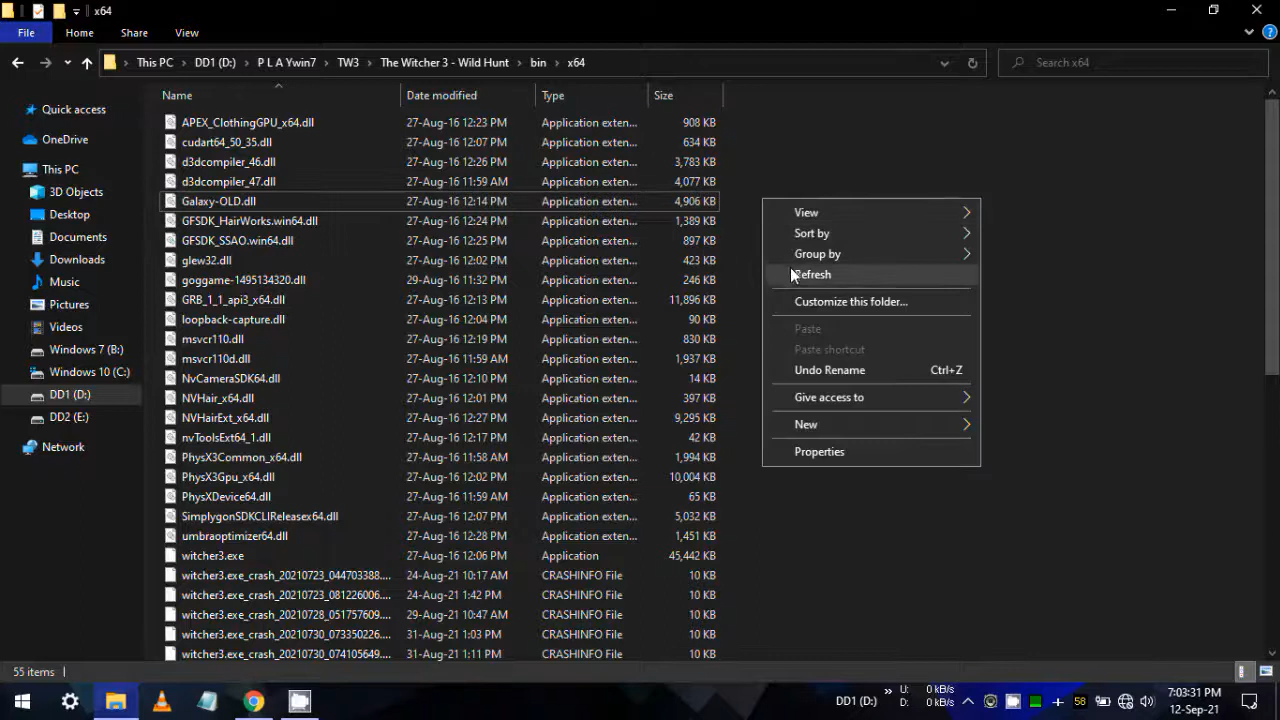 x64
File Home Share View
This PC DD1 (D:) P L A Ywin7 TW3 The Witcher 3 - Wild Hunt bin x64 Search x64
Quick access
OneDrive
This PC
3D Objects
Desktop
Documents
Downloads
Music
Pictures
Videos
Windows 7 (B:)
Windows 10 (C:)
DD1 (D:)
DD2 (E:)
Network
Name Date modified Type Size
APEX_ClothingGPU_x64.dll 27-Aug-16 12:23 PM Application exten... 908 KB
cudart64_50_35.dll 27-Aug-16 12:07 PM Application exten... 634 KB
d3dcompiler_46.dll 27-Aug-16 12:26 PM Application exten... 3,783 KB
d3dcompiler_47.dll 27-Aug-16 11:59 AM Application exten... 4,077 KB
Galaxy-OLD.dll 27-Aug-16 12:14 PM Application exten... 4,906 KB
GFSDK_HairWorks.win64.dll 27-Aug-16 12:24 PM Application exten... 1,389 KB
GFSDK_SSAO.win64.dll 27-Aug-16 12:25 PM Application exten... 897 KB
glew32.dll 27-Aug-16 12:20 PM Application exten... 423 KB
goggame-1495134320.dll 29-Aug-16 11:32 PM Application exten... 246 KB
GRB_1_1_api3_x64.dll 27-Aug-16 12:13 PM Application exten... 11,896 KB
loopback-capture.dll 27-Aug-16 12:20 PM Application exten... 90 KB
msvcr110.dll 27-Aug-16 12:19 PM Application exten... 830 KB
msvcr110d.dll 27-Aug-16 11:59 AM Application exten... 1,937 KB
NvCameraSDK64.dll 27-Aug-16 12:10 PM Application exten... 14 KB
NVHair_x64.dll 27-Aug-16 12:01 PM Application exten... 397 KB
NVHairExt_x64.dll 27-Aug-16 12:27 PM Application exten... 9,295 KB
nvToolsExt64_1.dll 27-Aug-16 12:17 PM Application exten... 42 KB
PhysX3Common_x64.dll 27-Aug-16 11:58 AM Application exten... 1,994 KB
PhysX3Gpu_x64.dll 27-Aug-16 12:02 PM Application exten... 10,004 KB
PhysXDevice64.dll 27-Aug-16 11:59 AM Application exten... 65 KB
SimplygonSDKCLIReleasex64.dll 27-Aug-16 12:07 PM Application exten... 5,032 KB
umbraoptimizer64.dll 27-Aug-16 12:28 PM Application exten... 1,451 KB
witcher3.exe 27-Aug-16 12:06 PM Application 45,442 KB
witcher3.exe_crash_20210723_044703388.... 24-Aug-21 10:17 AM CRASHINFO File 10 KB
witcher3.exe_crash_20210723_081226006.... 24-Aug-21 1:42 PM CRASHINFO File 10 KB
witcher3.exe_crash_20210728_051757609.... 29-Aug-21 10:47 AM CRASHINFO File 10 KB
witcher3.exe_crash_20210730_073350226.... 31-Aug-21 1:03 PM CRASHINFO File 10 KB
witcher3.exe_crash_20210730_074105649.... 31-Aug-21 1:11 PM CRASHINFO File 10 KB
View
Sort by
Group by
Refresh
Customize this folder...
Paste
Paste shortcut
Undo Rename Ctrl+Z
Give access to
New
Properties
55 items
DD1 (D:) » U: 0 kB/s
D: 0 kB/s
58
7:03:31 PM
12-Sep-21